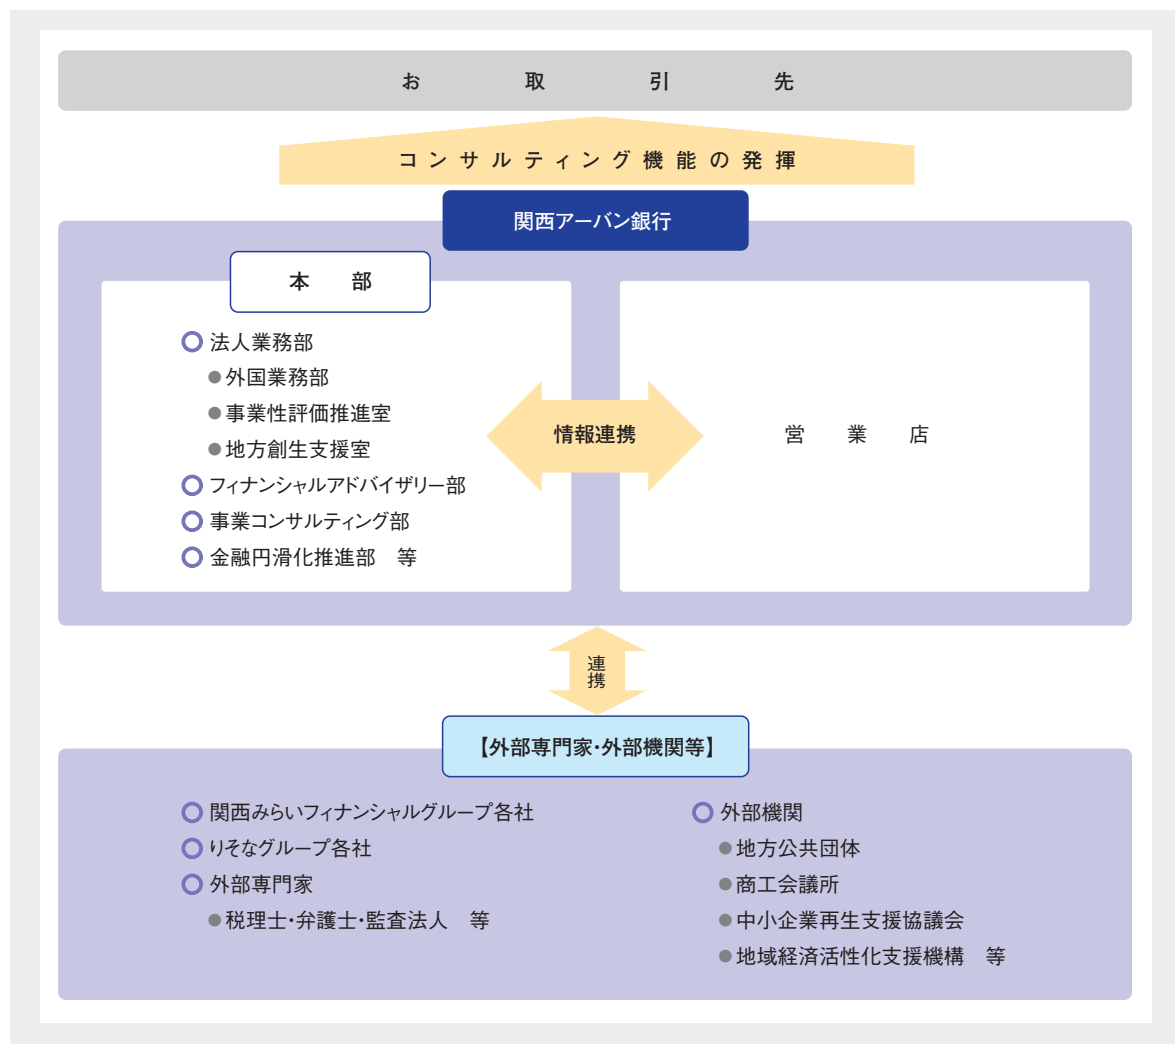 お取引先
コンサルティング機能の発揮
関西アーバン銀行
本部
法人業務部
外国業務部
事業性評価推進室
地方創生支援室
フィナンシャルアドバイザリー部
事業コンサルティング部
金融円滑化推進部　等
情報連携
営業店
連携
【外部専門家・外部機関等】
関西みらいフィナンシャルグループ各社
りそなグループ各社
外部専門家
税理士・弁護士・監査法人　等
外部機関
地方公共団体
商工会議所
中小企業再生支援協議会
地域経済活性化支援機構　等